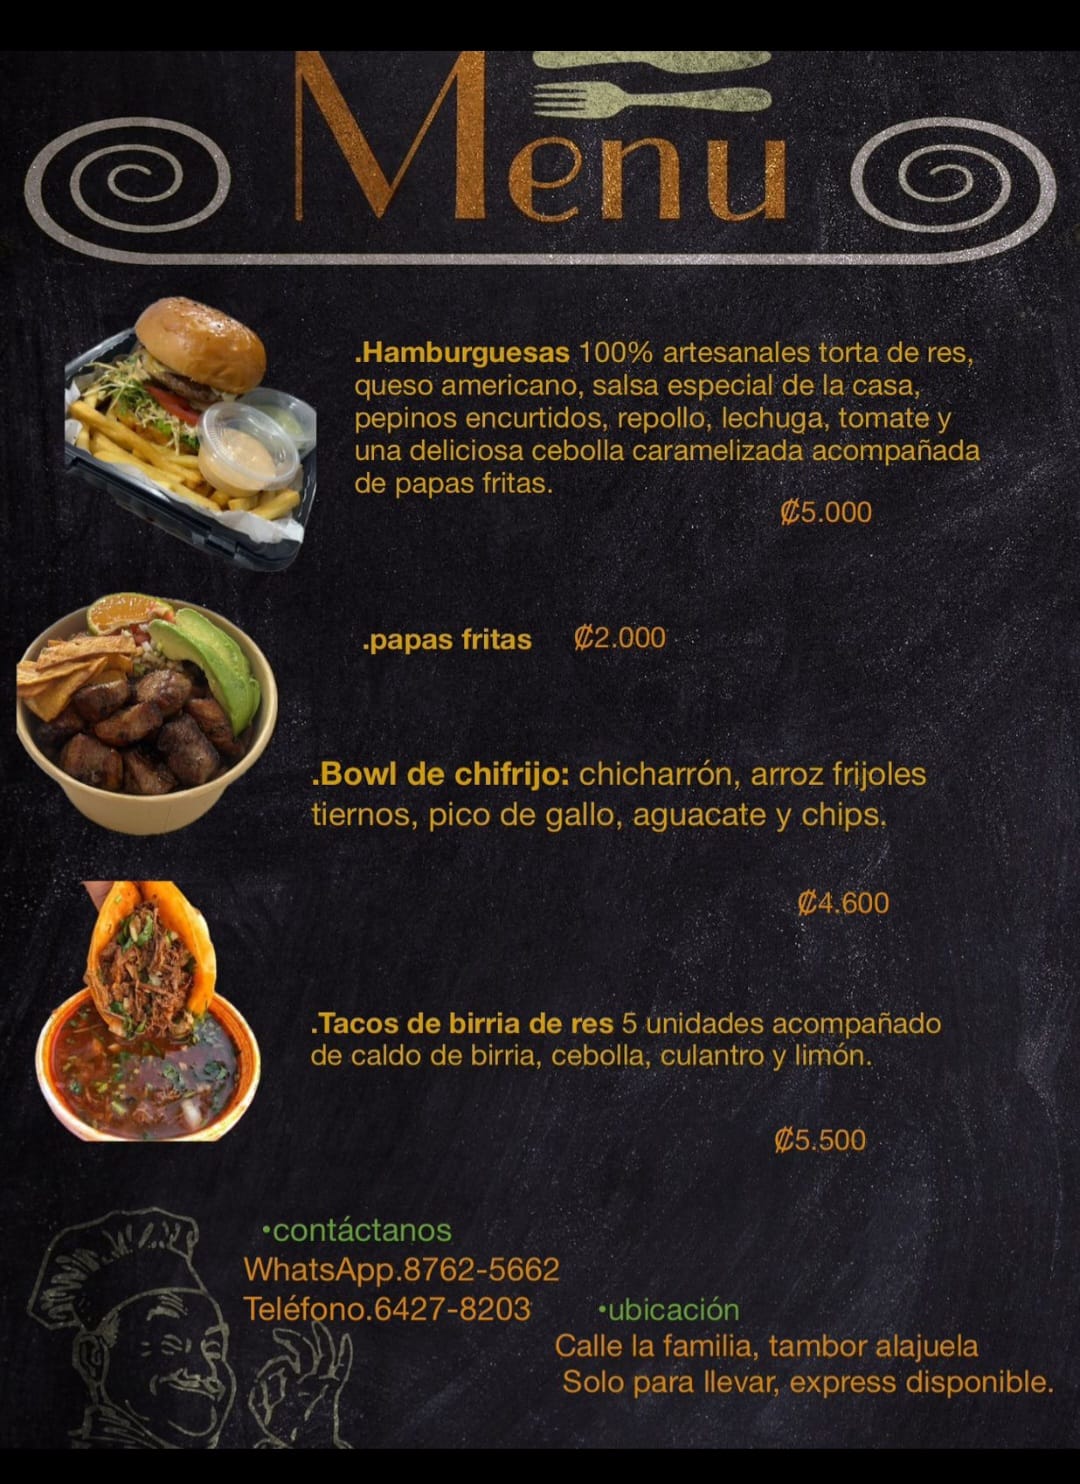 Menu
.Hamburguesas 100% artesanales torta de res,
queso americano, salsa especial de la casa,
pepinos encurtidos, repollo, lechuga, tomate y
una deliciosa cebolla caramelizada acompañada
de papas fritas.
₡5.000
.papas fritas ₡2.000
.Bowl de chifrijo: chicharrón, arroz frijoles
tiernos, pico de gallo, aguacate y chips.
₡4.600
.Tacos de birria de res 5 unidades acompañado
de caldo de birria, cebolla, culantro y limón.
₡5.500
•contáctanos
WhatsApp.8762-5662
Teléfono.6427-8203
•ubicación
Calle la familia, tambor alajuela
Solo para llevar, express disponible.